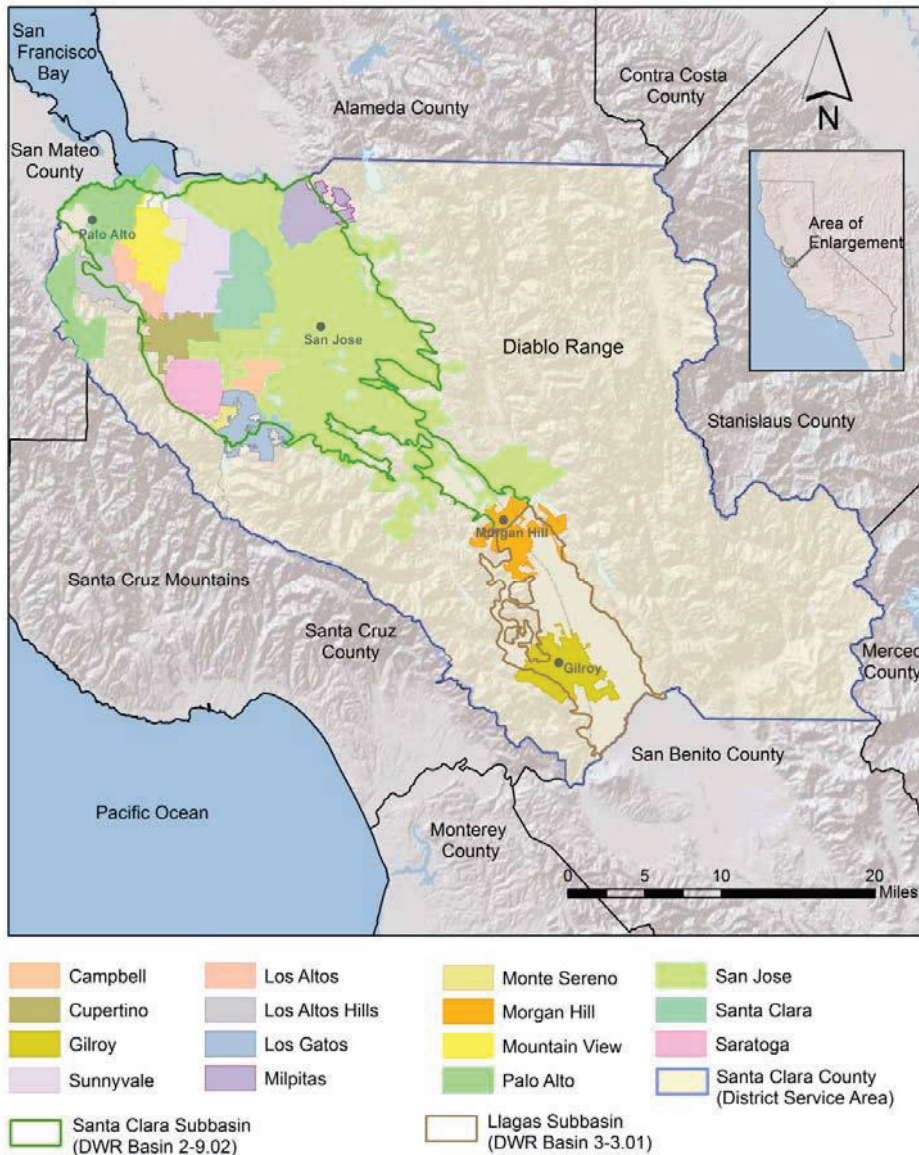 San
Francisco
Bay
Contra Costa
County
Alameda County
N
San Mateo
County
Area of
Enlargement
Palo Alto
San Jose
Diablo Range
Stanislaus County
Morgan Hill
Santa Cruz Mountains
Santa Cruz
County
Merced
County
Gilroy
San Benito County
Pacific Ocean
Monterey
County
0 5 10 20
Miles
Campbell
Cupertino
Gilroy
Sunnyvale
Los Altos
Los Altos Hills
Los Gatos
Milpitas
Monte Sereno
Morgan Hill
Mountain View
Palo Alto
San Jose
Santa Clara
Saratoga
Santa Clara County
(District Service Area)
Santa Clara Subbasin
(DWR Basin 2-9.02)
Llagas Subbasin
(DWR Basin 3-3.01)